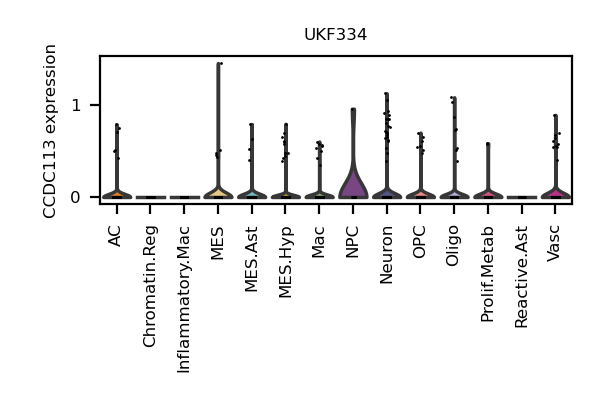 UKF334
CCDC113 expression
1
0
AC
Chromatin.Reg
Inflammatory.Mac
MES
MES.Ast
MES.Hyp
Mac
NPC
Neuron
OPC
Oligo
Prolif.Metab
Reactive.Ast
Vasc